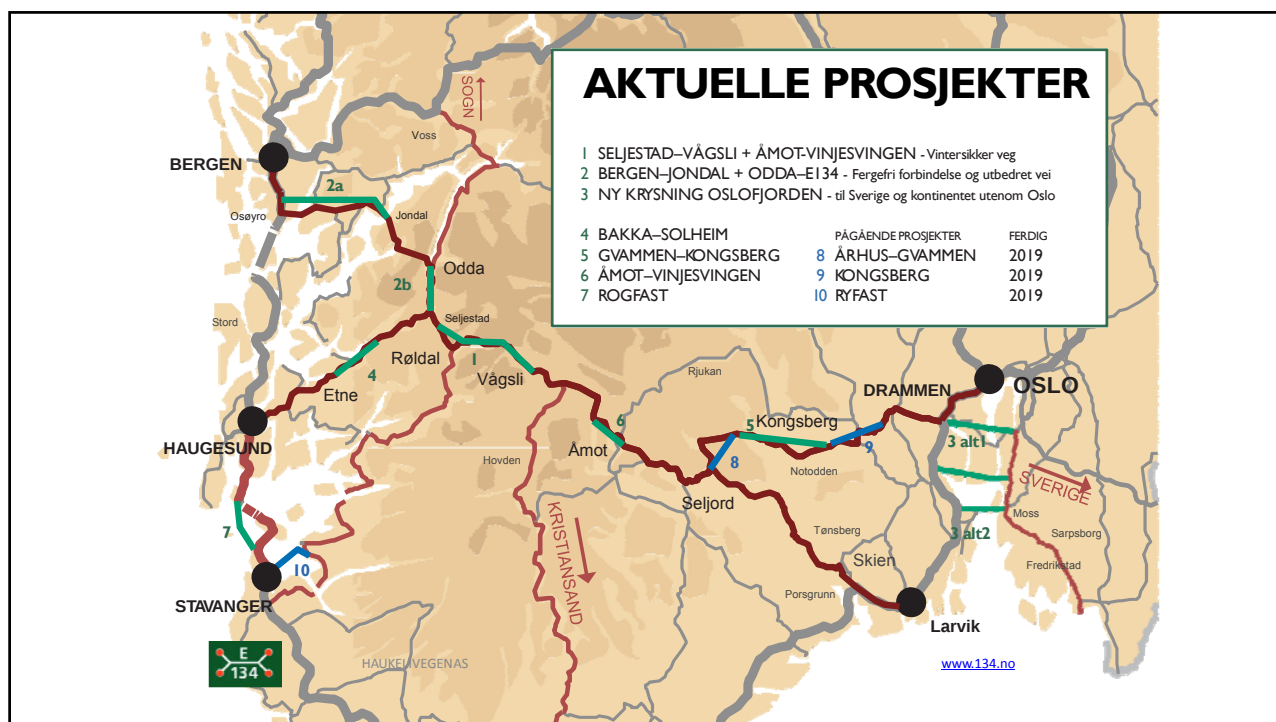 AKTUELLE PROSJEKTER
1 SELJESTAD–VÅGSLI + ÅMOT-VINJESVINGEN - Vintersikker veg
2 BERGEN–JONDAL + ODDA–E134 - Fergefri forbindelse og utbedret vei
3 NY KRYSNING OSLOFJORDEN - til Sverige og kontinentet utenom Oslo
4 BAKKA–SOLHEIM
5 GVAMMEN–KONGSBERG
6 ÅMOT–VINJESVINGEN
7 ROGFAST
PÅGÅENDE PROSJEKTER FERDIG
8 ÅRHUS–GVAMMEN 2019
9 KONGSBERG 2019
10 RYFAST 2019
SOGN
Voss
BERGEN
2a
Osøyro
Jondal
Odda
2b
Stord
Seljestad
Røldal
1
Vågsli
4
Etne
Rjukan
DRAMMEN
OSLO
HAUGESUND
6
Åmot
5
Kongsberg
9
3 alt1
Hovden
8
Notodden
SVERIGE
Seljord
KRISTIANSAND
7
10
STAVANGER
Tønsberg
Moss
3 alt2
Sarpsborg
Skien
Fredrikstad
Porsgrunn
Larvik
E
134
HAUKELIVEGENAS
www.134.no